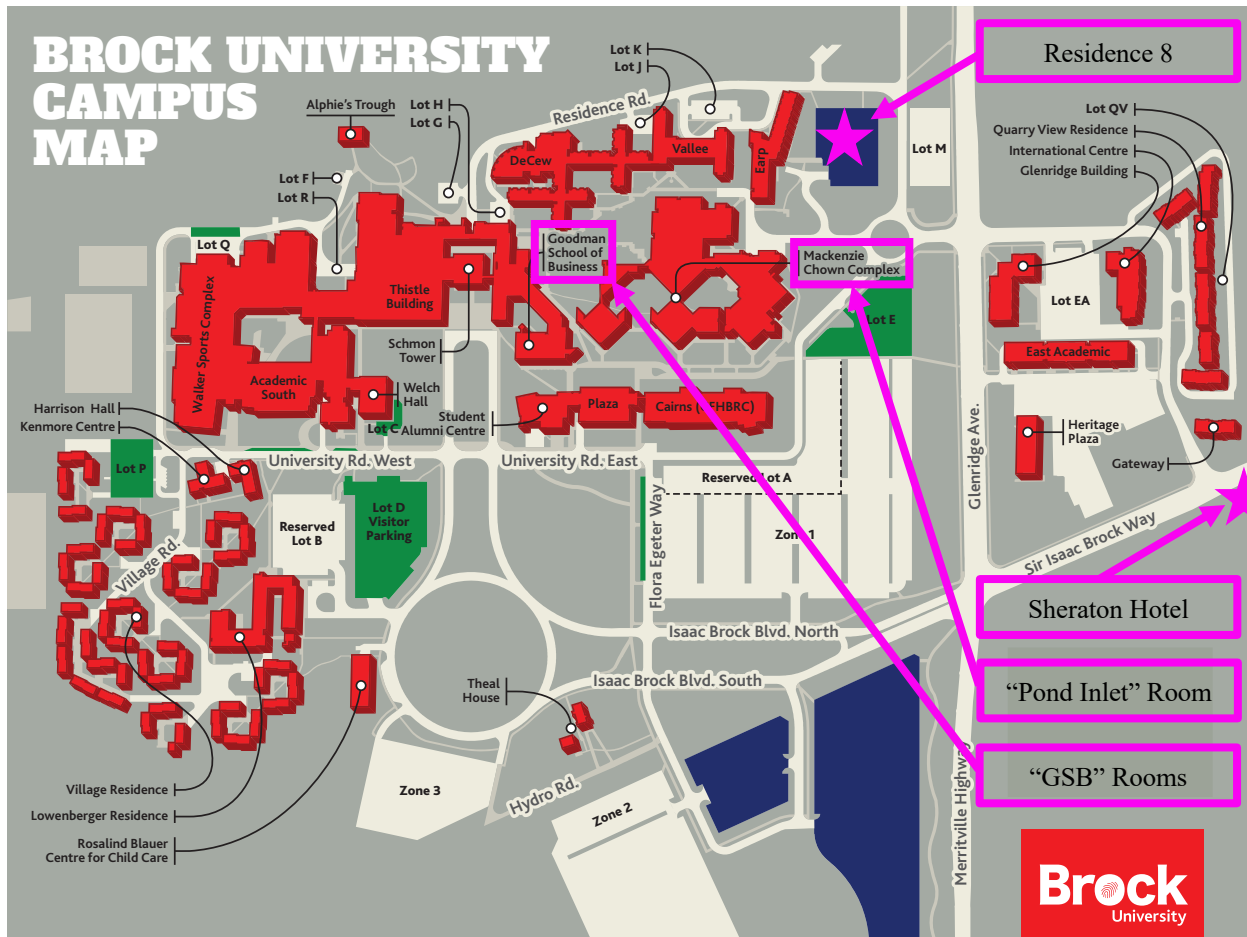 BROCK UNIVERSITY
CAMPUS
MAP
Residence 8
Lot K
Lot J
Residence Rd.
Alphie's Trough
Lot H
Lot G
Lot QV
Quarry View Residence
International Centre
Glenridge Building
DeCew
Vallee
Earp
Lot M
Lot F
Lot R
Lot Q
Goodman
School of
Business
Mackenzie
Chown Complex
Walker Sports Complex
Thistle
Building
Lot E
Lot EA
Schmon
Tower
East Academic
Academic
South
Welch
Hall
Harrison Hall
Kenmore Centre
Lot C
Student
Alumni Centre
Plaza
Heritage
Plaza
Gateway
Glenridge Ave.
Lot P
University Rd. West
University Rd. East
Reserved Lot A
Lot D
Visitor
Parking
Reserved
Lot B
Flora Egeter Way
Sir Isaac Brock Way
Village Rd.
Sheraton Hotel
Isaac Brock Blvd. North
Isaac Brock Blvd. South
Theal
House
“Pond Inlet” Room
“GSB” Rooms
Village Residence
Lowenberger Residence
Rosalind Blauer
Centre for Child Care
Zone 3
Hydro Rd.
Zone 2
Merritville Highway
Brock
University